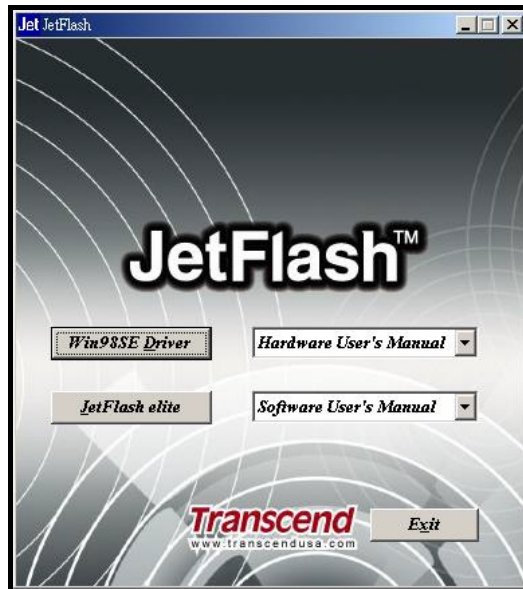 Jet JetFlash
JetFlash™
Win98SE Driver
Hardware User's Manual
JetFlash elite
Software User's Manual
Transcend
www.transcendusa.com
Exit